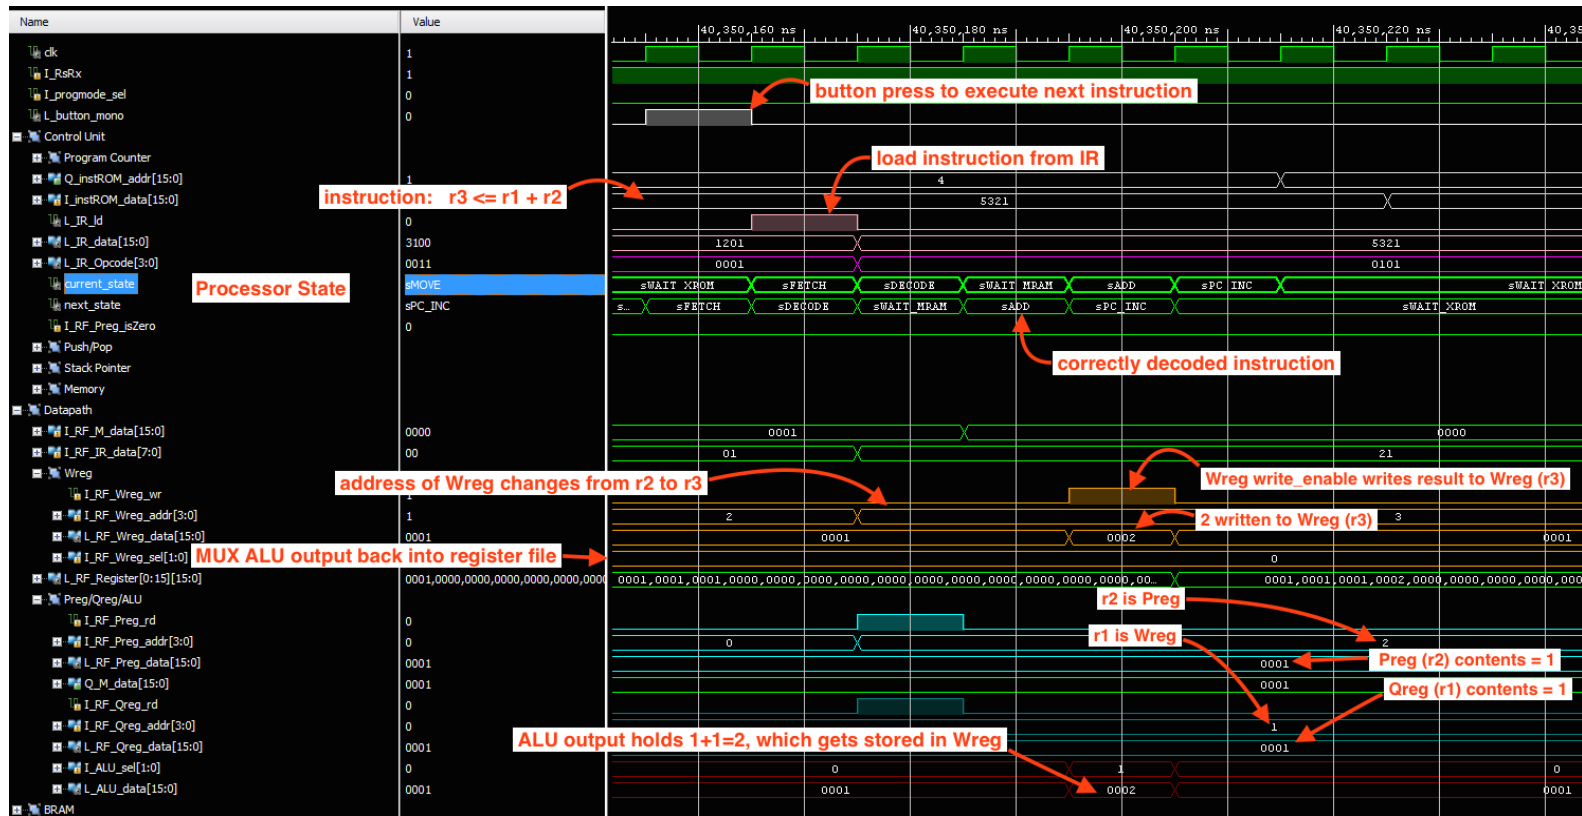 Name Value
40,350,160 ns 40,350,180 ns 40,350,200 ns 40,350,220 ns 40,35
clk 1
I_RsRx 1
I_progmode_sel 0
button press to execute next instruction
L_button_mono 0
Control Unit
Program Counter
load instruction from IR
Q_instROM_addr[15:0] 1 4
instruction: r3 <= r1 + r2
I_instROM_data[15:0] 5321
L_IR_ld 0
L_IR_data[15:0] 3100 1201 5321
L_IR_Opcode[3:0] 0011 0001 0101
current_state sMOVE sWAIT_XROM sFETCH sDECODE sWAIT_MRAM sADD sPC_INC sWAIT_XROM
Processor State
next_state sPC_INC s... sFETCH sDECODE sWAIT_MRAM sADD sPC_INC sWAIT_XROM
I_RF_Preg_isZero 0
Push/Pop
correctly decoded instruction
Stack Pointer
Memory
Datapath
I_RF_M_data[15:0] 0000 0001 0000
I_RF_IR_data[7:0] 00 01 21
Wreg
address of Wreg changes from r2 to r3
Wreg write_enable writes result to Wreg (r3)
I_RF_Wreg_wr 1
I_RF_Wreg_addr[3:0] 1 2 3
2 written to Wreg (r3)
L_RF_Wreg_data[15:0] 0001 0001 0002 0001
I_RF_Wreg_sel[1:0] 0
MUX ALU output back into register file
L_RF_Register[0:15][15:0] 0001,0000,0000,0000,0000,0000,0000 0001,0001,0001,0000,0000,0000,0000,0000,0000,0000,0000,0000,0000,00... 0001,0001,0001,0002,0000,0000,0000,0000,000
Preg/Qreg/ALU
r2 is Preg
I_RF_Preg_rd 0
r1 is Wreg
I_RF_Preg_addr[3:0] 0 0 2
L_RF_Preg_data[15:0] 0001 0001
Preg (r2) contents = 1
Q_M_data[15:0] 0001 0001
Qreg (r1) contents = 1
I_RF_Qreg_rd 0
I_RF_Qreg_addr[3:0] 0 1
L_RF_Qreg_data[15:0] 0001 0001
ALU output holds 1+1=2, which gets stored in Wreg
I_ALU_sel[1:0] 0 0 1 0
L_ALU_data[15:0] 0001 0001 0002 0001
BRAM